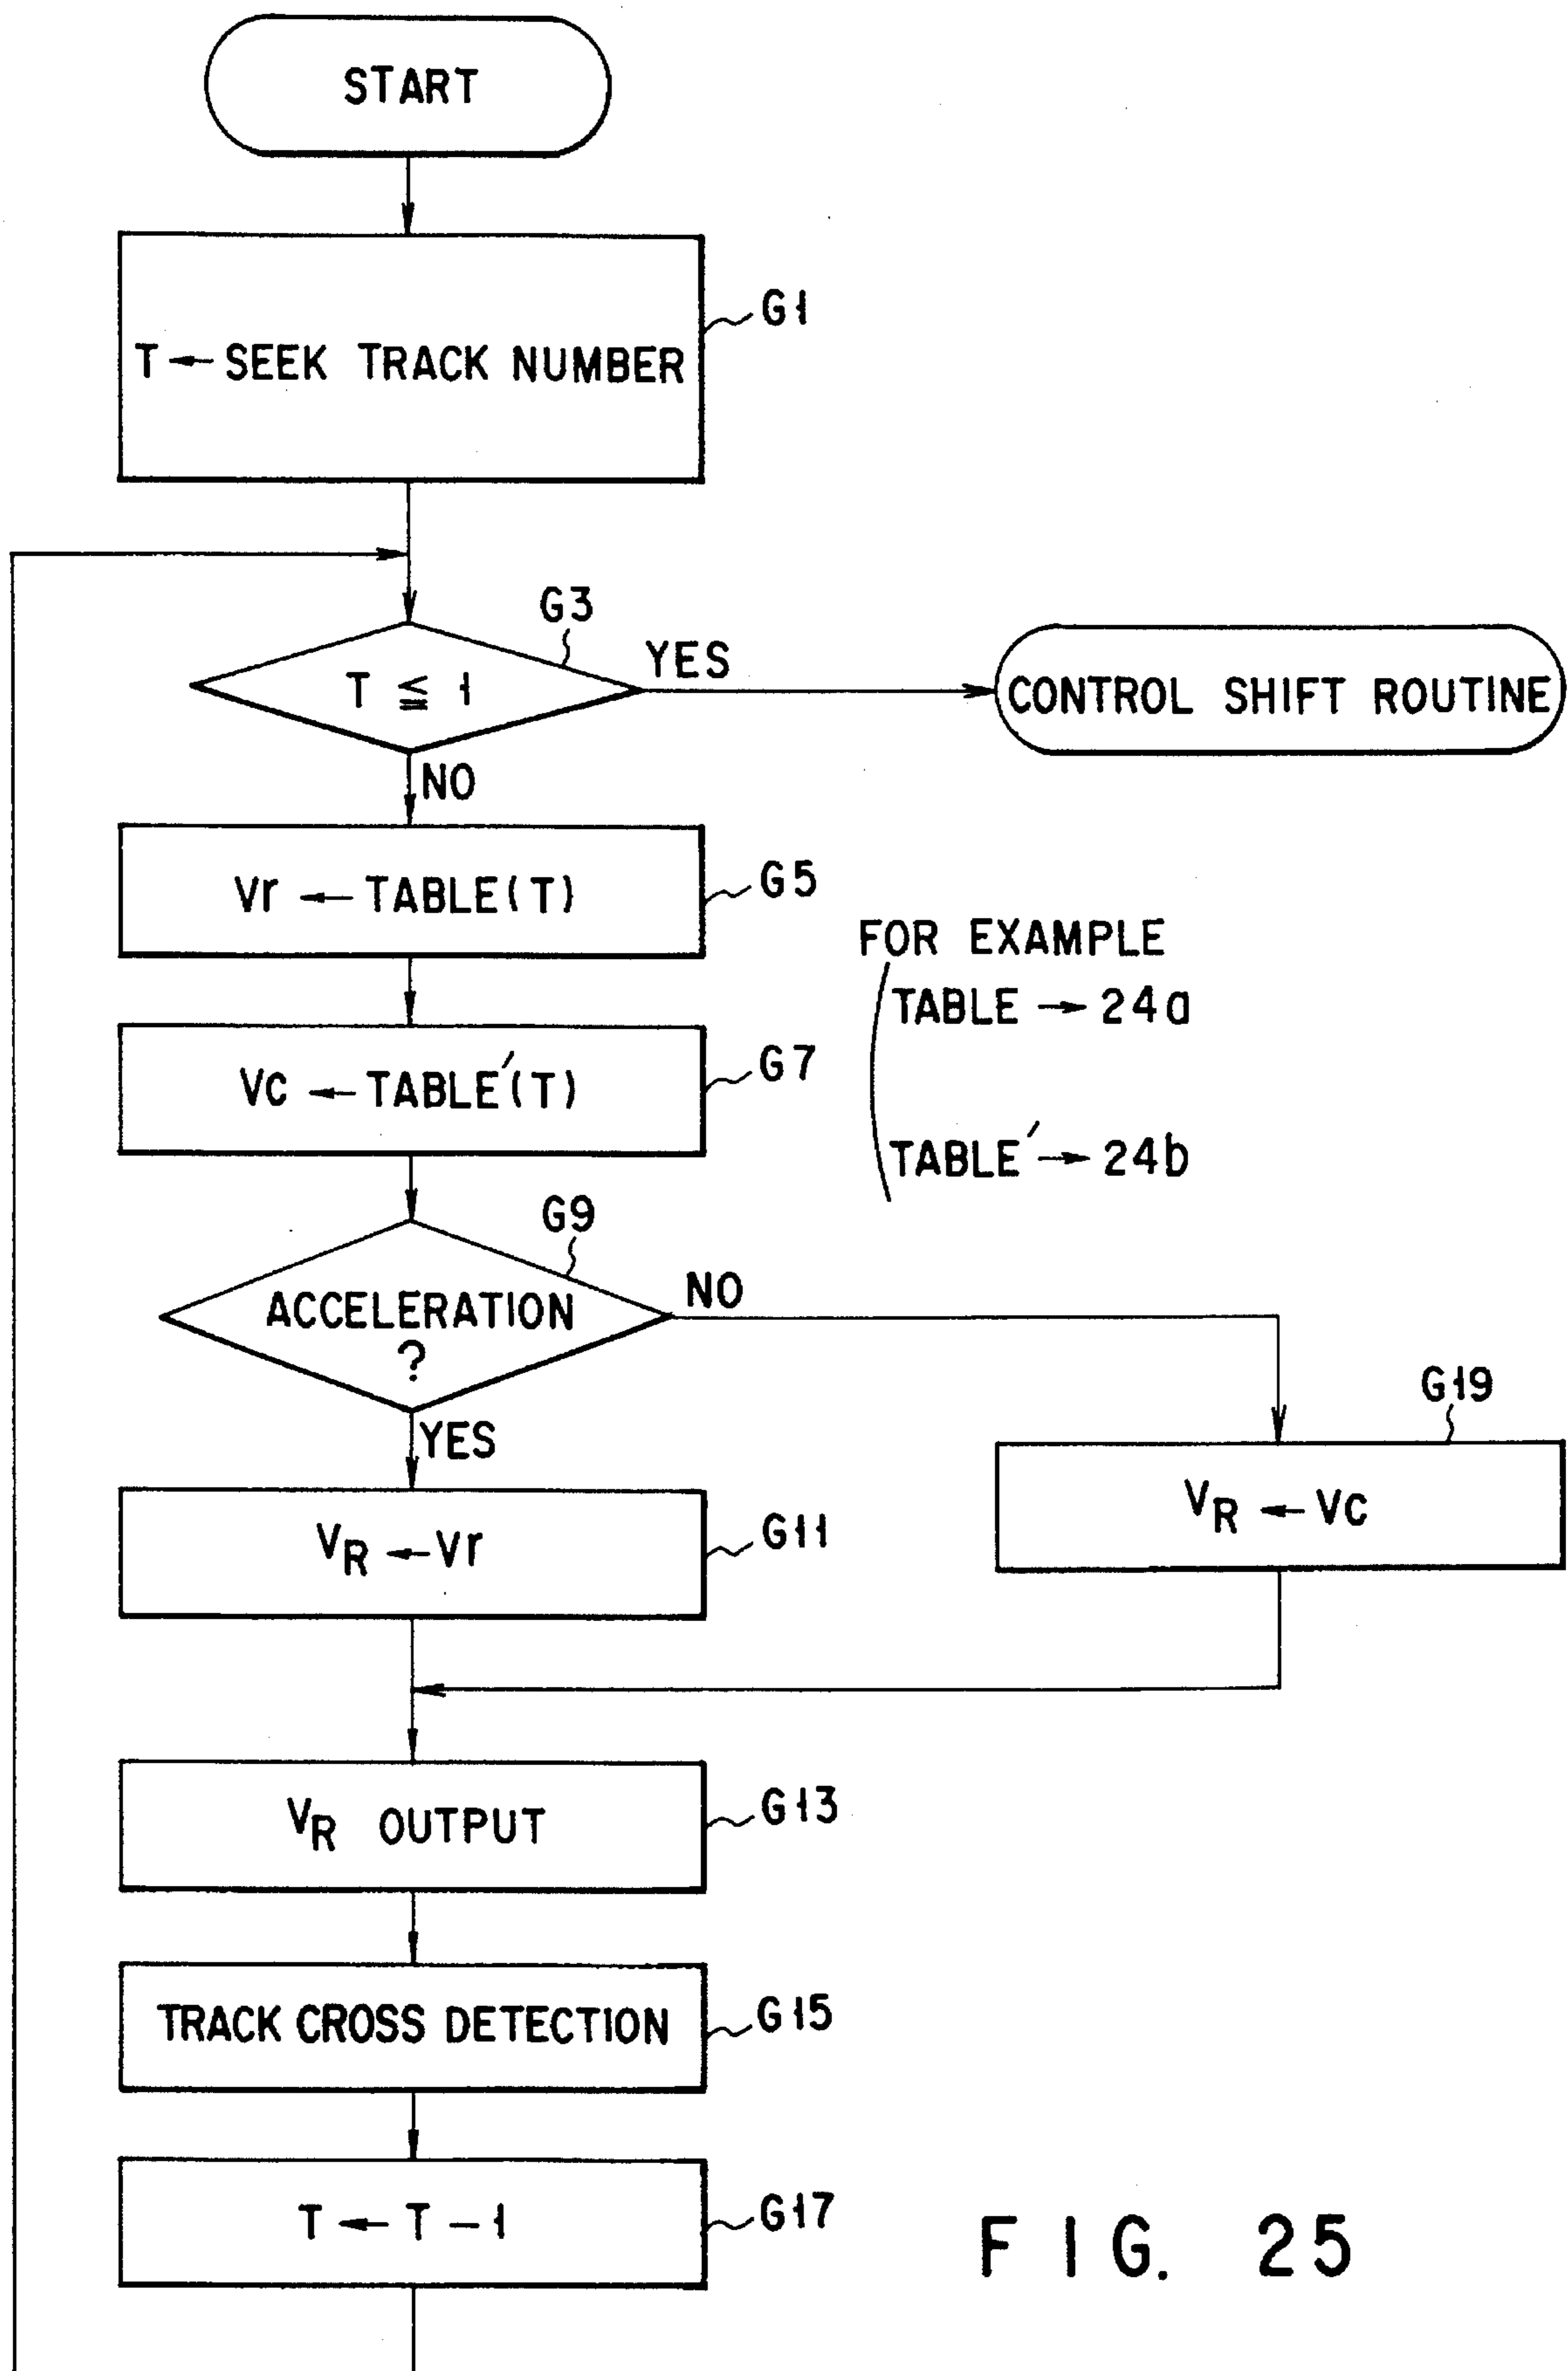 START
G1
T ← SEEK TRACK NUMBER
G3
T ≦ 1
YES
CONTROL SHIFT ROUTINE
NO
Vr ← TABLE(T)
G5
FOR EXAMPLE
TABLE → 24a
Vc ← TABLE'(T)
G7
TABLE' → 24b
G9
ACCELERATION
?
NO
YES
G19
VR ← Vc
VR ← Vr
G11
VR OUTPUT
G13
TRACK CROSS DETECTION
G15
T ← T - 1
G17
FIG. 25